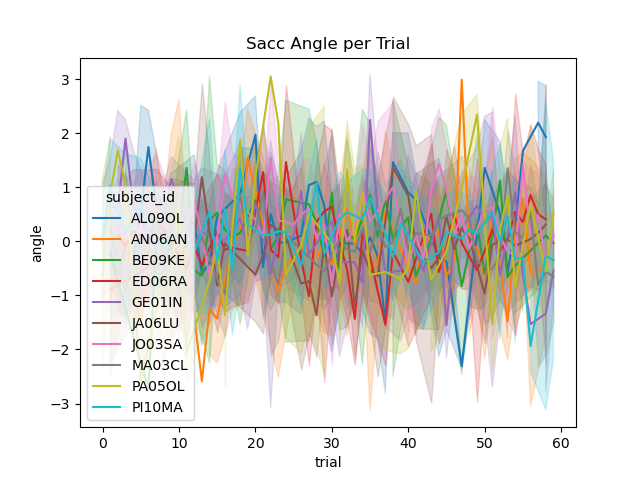 Sacc Angle per Trial
angle
3
2
1
0
−1
−2
−3
subject_id
AL09OL
AN06AN
BE09KE
ED06RA
GE01IN
JA06LU
JO03SA
MA03CL
PA05OL
PI10MA
0 10 20 30 40 50 60
trial